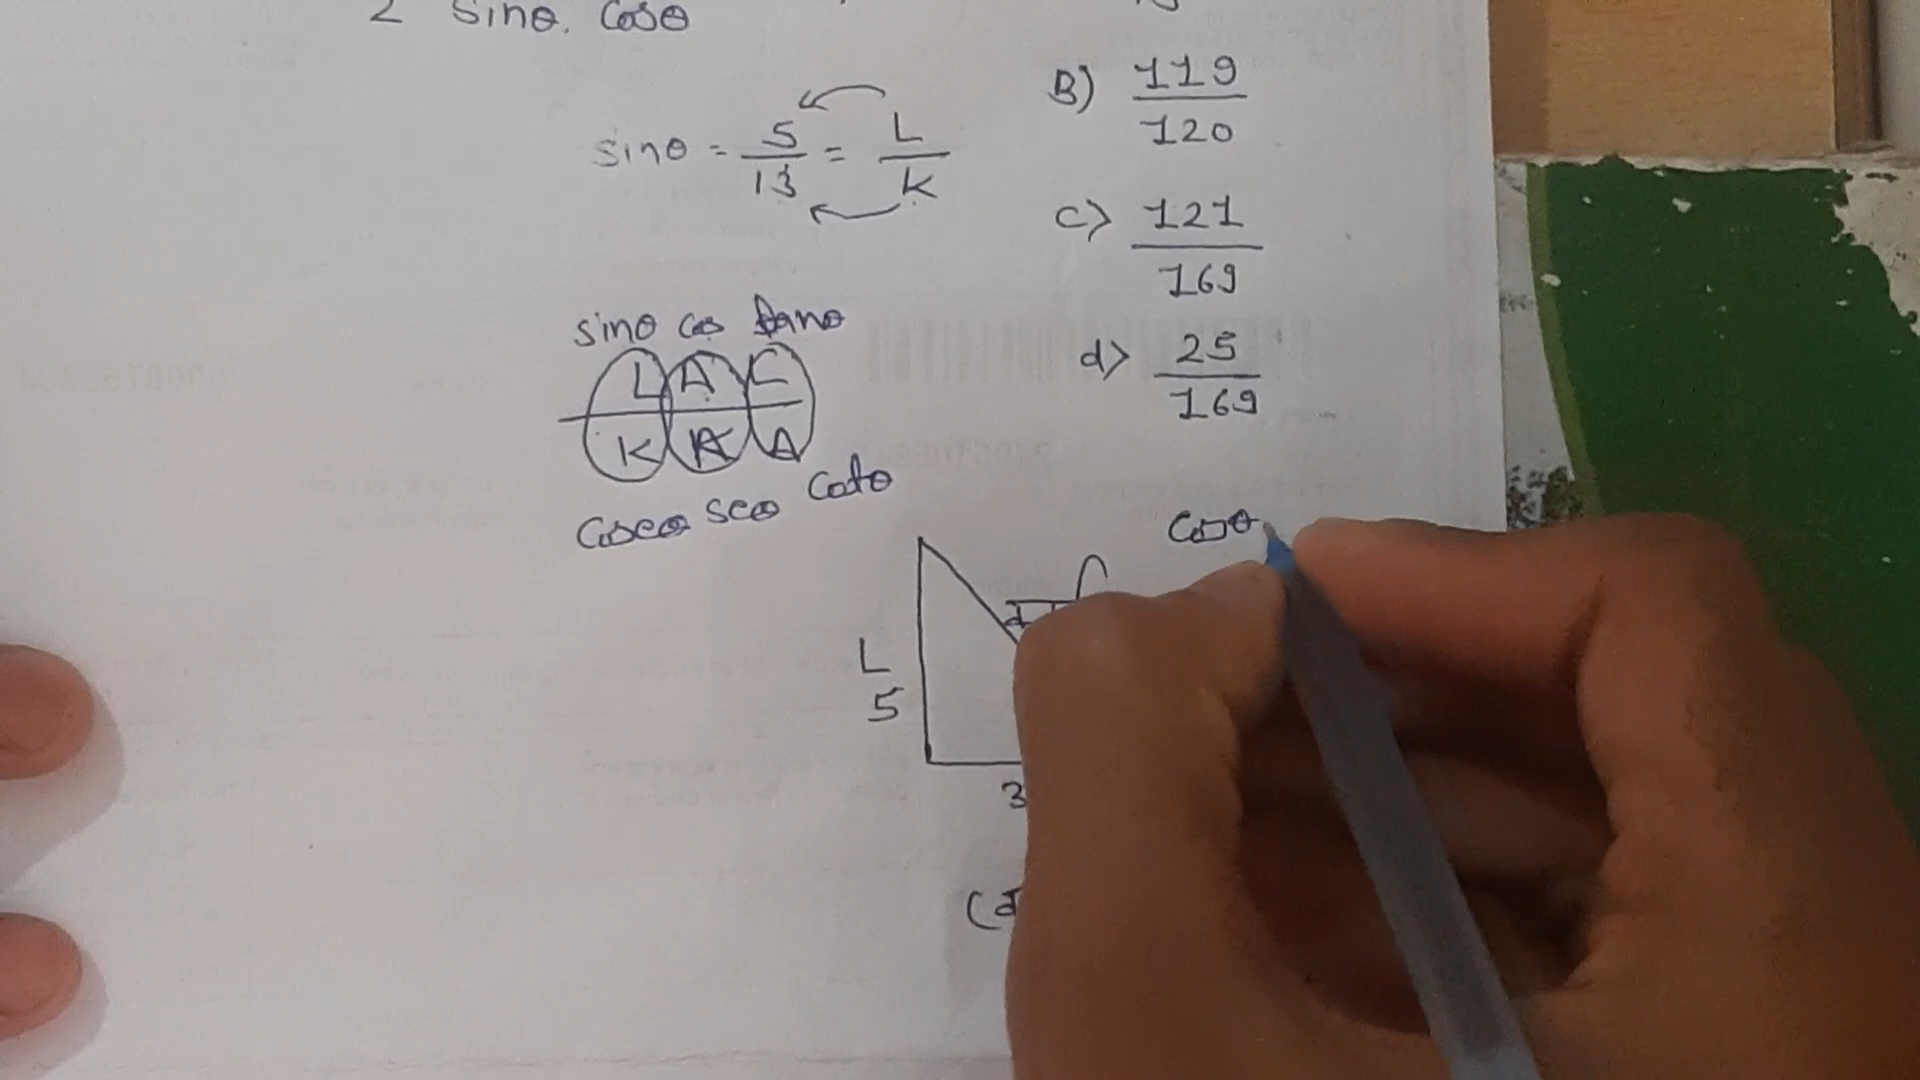 2 sinθ. cosθ
B) 119
120
sinθ = 5 = L
13 K
c) 121
169
sinθ cos tanθ
L A L
K K A
cosecθ secθ cotθ
d) 25
169
cosθ
L
5
3
(